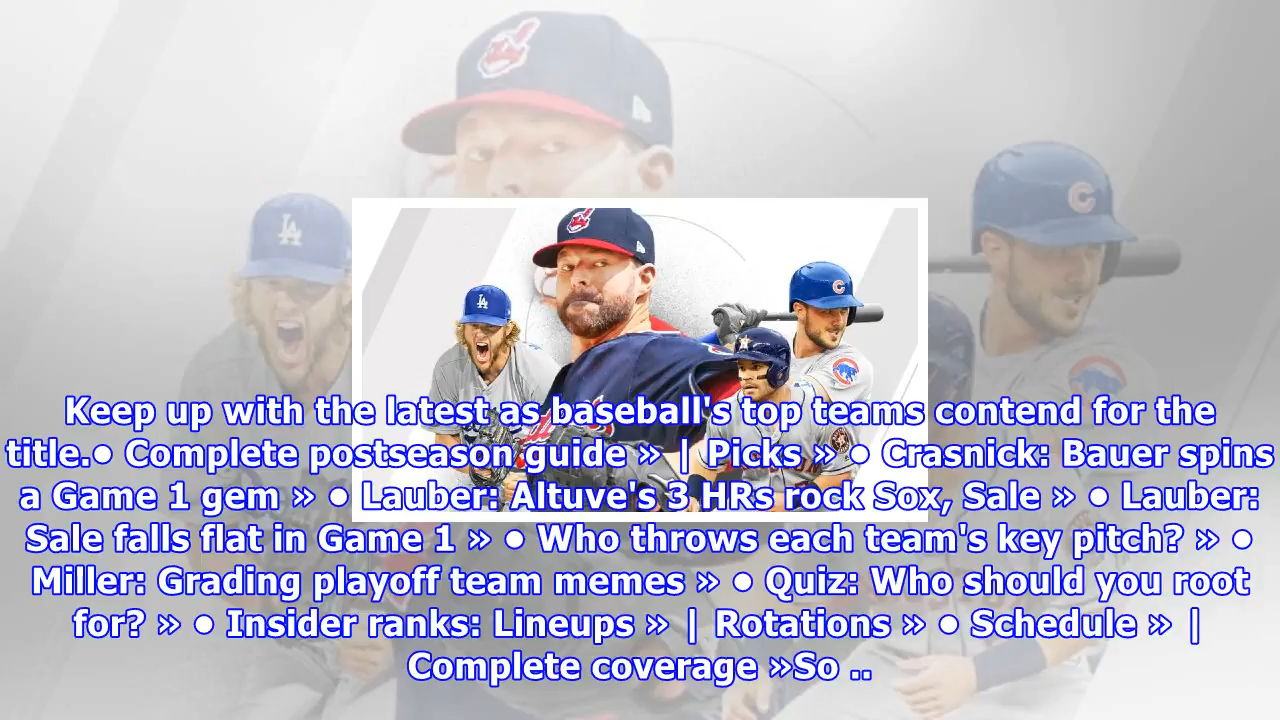 Keep up with the latest as baseball's top teams contend for the
title.● Complete postseason guide » | Picks » ● Crasnick: Bauer spins
a Game 1 gem » ● Lauber: Altuve's 3 HRs rock Sox, Sale » ● Lauber:
Sale falls flat in Game 1 » ● Who throws each team's key pitch? » ●
Miller: Grading playoff team memes » ● Quiz: Who should you root
for? » ● Insider ranks: Lineups » | Rotations » ● Schedule » |
Complete coverage »So ..